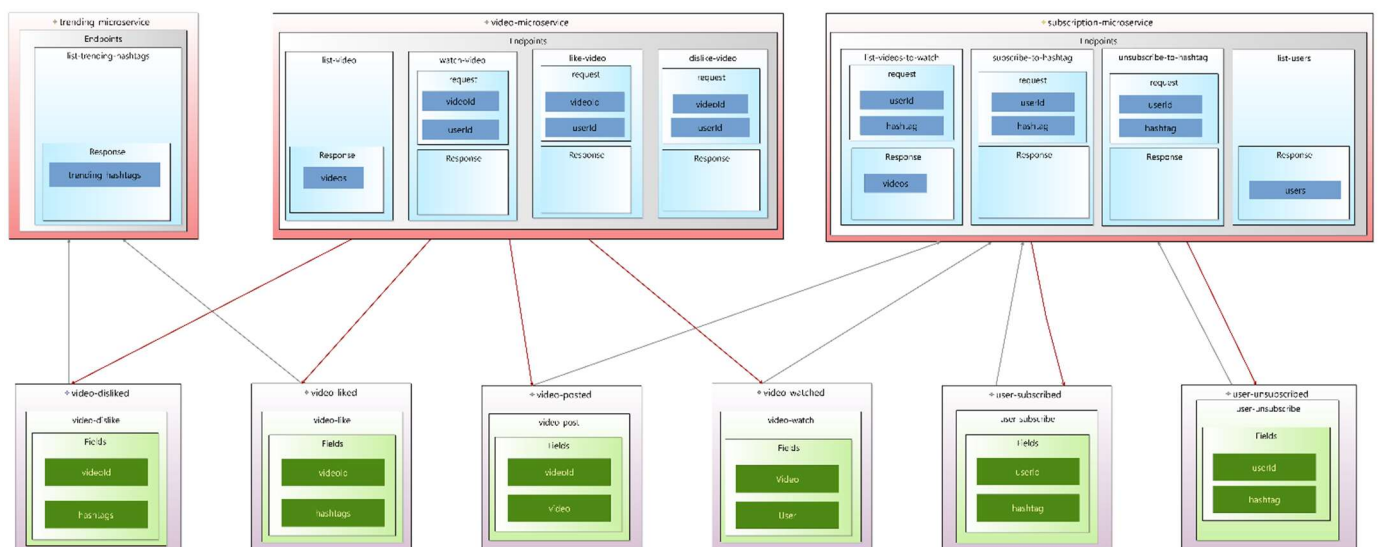 trending microservice
Endpoints
list-trending-hashtags
Response
trending hashtags
video-microservice
Endpoints
list-video
Response
videos
watch-video
request
videoId
userId
Response
like-video
request
videoId
userId
Response
dislike-video
request
videoId
userId
Response
subscription-microservice
Endpoints
list-videos-to-watch
request
userId
hashtag
Response
videos
subscribe-to-hashtag
request
userId
hashtag
Response
unsubscribe-to-hashtag
request
userId
hashtag
Response
list-users
Response
users
video-disliked
video-dislike
Fields
videoId
hashtags
video liked
video-like
Fields
videoId
hashtags
video-posted
video post
Fields
videoId
video
video watched
video-watch
Fields
Video
User
user-subscribed
user subscribe
Fields
userId
hashtag
user-unsubscribed
user-unsubscribe
Fields
userId
hashtag